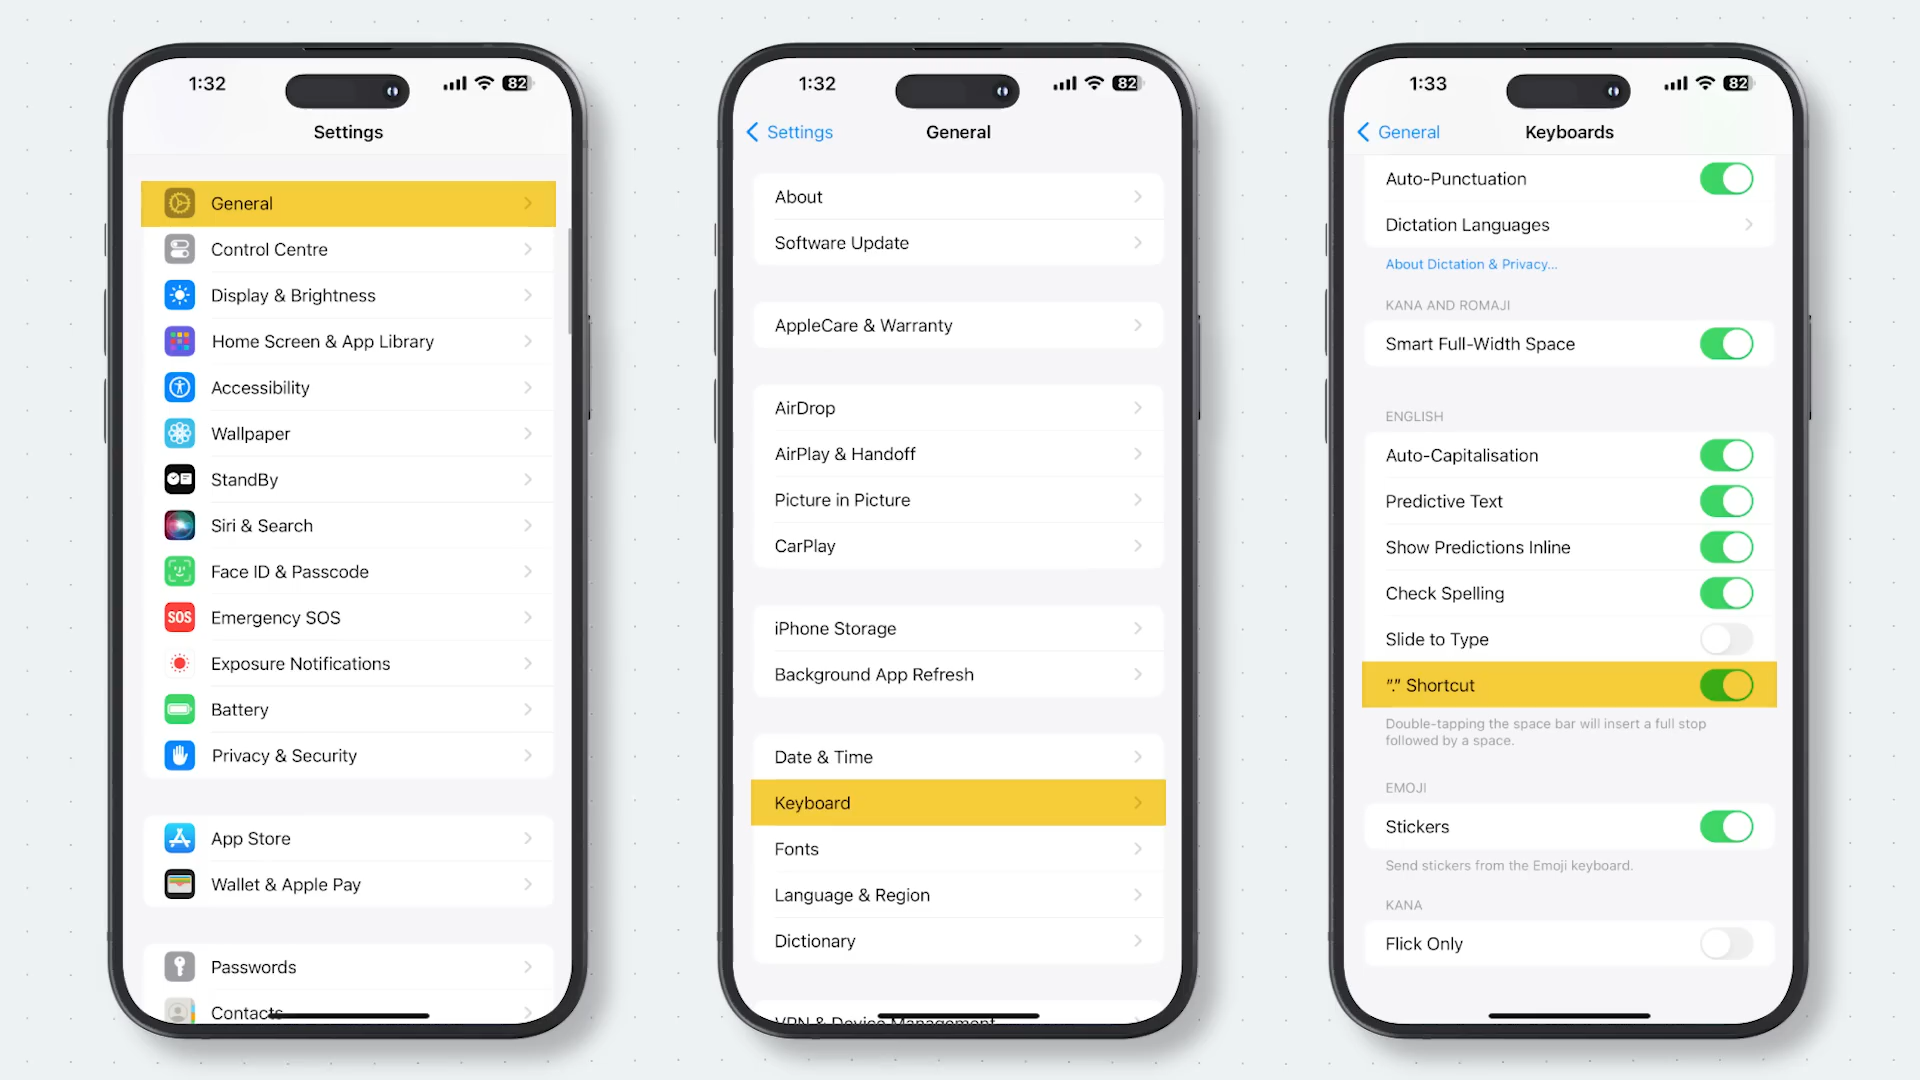 1:32
82
Settings
General
Control Centre
Display & Brightness
Home Screen & App Library
Accessibility
Wallpaper
StandBy
Siri & Search
Face ID & Passcode
SOS
Emergency SOS
Exposure Notifications
Battery
Privacy & Security
App Store
Wallet & Apple Pay
Passwords
Contacts
1:32
82
Settings
General
About
Software Update
AppleCare & Warranty
AirDrop
AirPlay & Handoff
Picture in Picture
CarPlay
iPhone Storage
Background App Refresh
Date & Time
Keyboard
Fonts
Language & Region
Dictionary
VPN & Device Management
1:33
82
General
Keyboards
Auto-Punctuation
Dictation Languages
About Dictation & Privacy...
KANA AND ROMAJI
Smart Full-Width Space
ENGLISH
Auto-Capitalisation
Predictive Text
Show Predictions Inline
Check Spelling
Slide to Type
"." Shortcut
Double-tapping the space bar will insert a full stop
followed by a space.
EMOJI
Stickers
Send stickers from the Emoji keyboard.
KANA
Flick Only